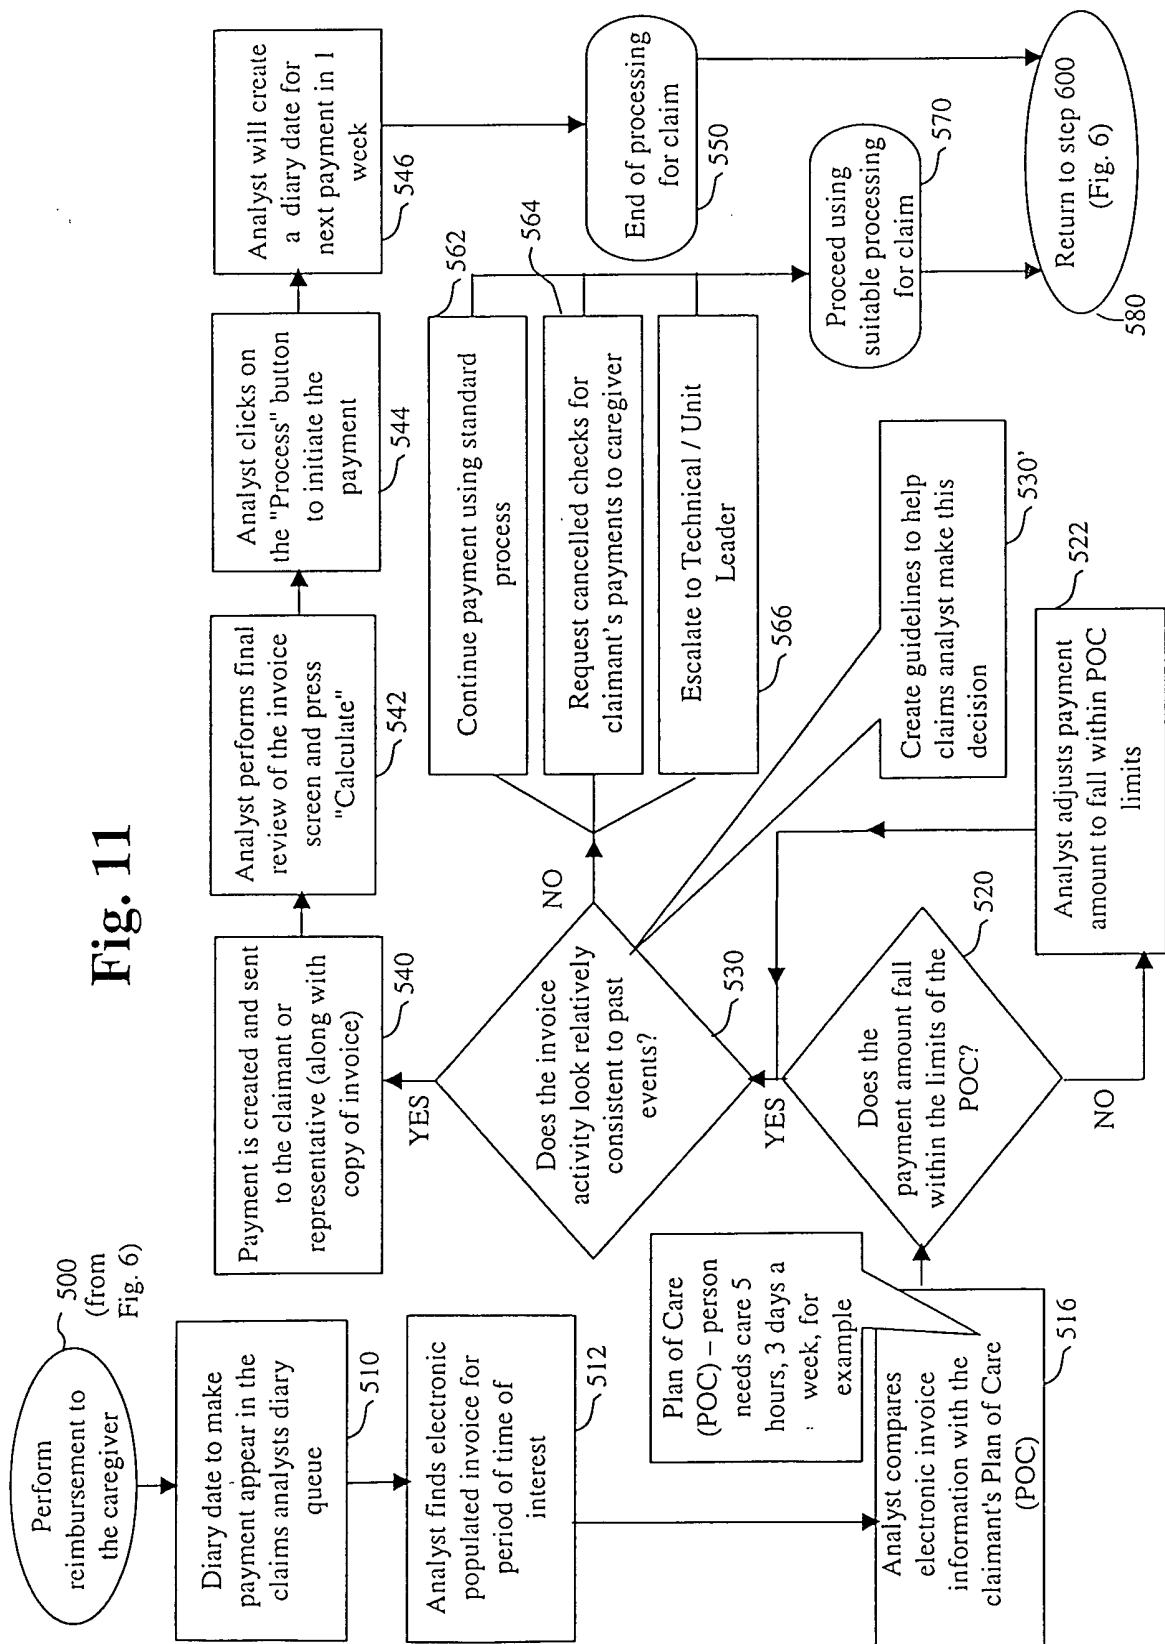 Fig. 11
Perform
reimbursement to
the caregiver
500
(from
Fig. 6)
Diary date to make
payment appear in the
claims analysts diary
queue
510
Analyst finds electronic
populated invoice for
period of time of
interest
512
Plan of Care
(POC) – person
needs care 5
hours, 3 days a
week, for
example
Analyst compares
electronic invoice
information with the
claimant's Plan of Care
(POC)
516
Does the
payment amount fall
within the limits of the
POC?
520
NO
Analyst adjusts payment
amount to fall within POC
limits
522
YES
Does the invoice
activity look relatively
consistent to past
events?
530
Create guidelines to help
claims analyst make this
decision
530'
YES
Payment is created and sent
to the claimant or
representative (along with
copy of invoice)
540
Analyst performs final
review of the invoice
screen and press
"Calculate"
542
Analyst clicks on
the "Process" button
to initiate the
payment
544
Analyst will create
a diary date for
next payment in 1
week
546
NO
Continue payment using standard
process
562
Request cancelled checks for
claimant's payments to caregiver
564
Escalate to Technical / Unit
Leader
566
End of processing
for claim
550
Proceed using
suitable processing
for claim
570
Return to step 600
(Fig. 6)
580